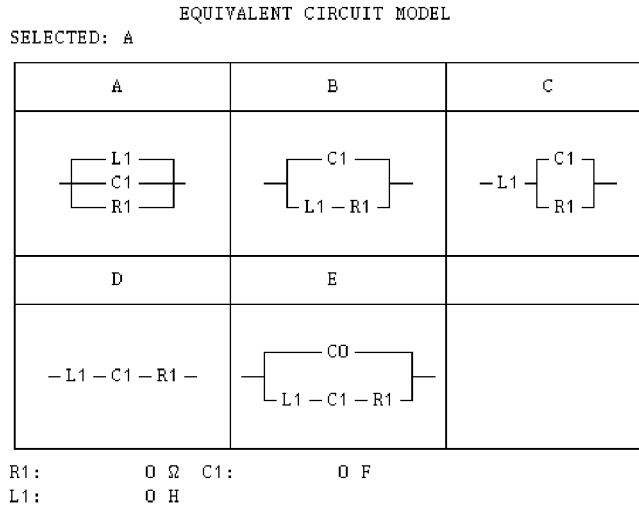 EQUIVALENT CIRCUIT MODEL
SELECTED: A
A B C
L1
C1
R1
C1
L1 R1
L1
C1
R1
D E
L1 C1 R1
C0
L1 C1 R1
R1: 0 Ω C1: 0 F
L1: 0 H